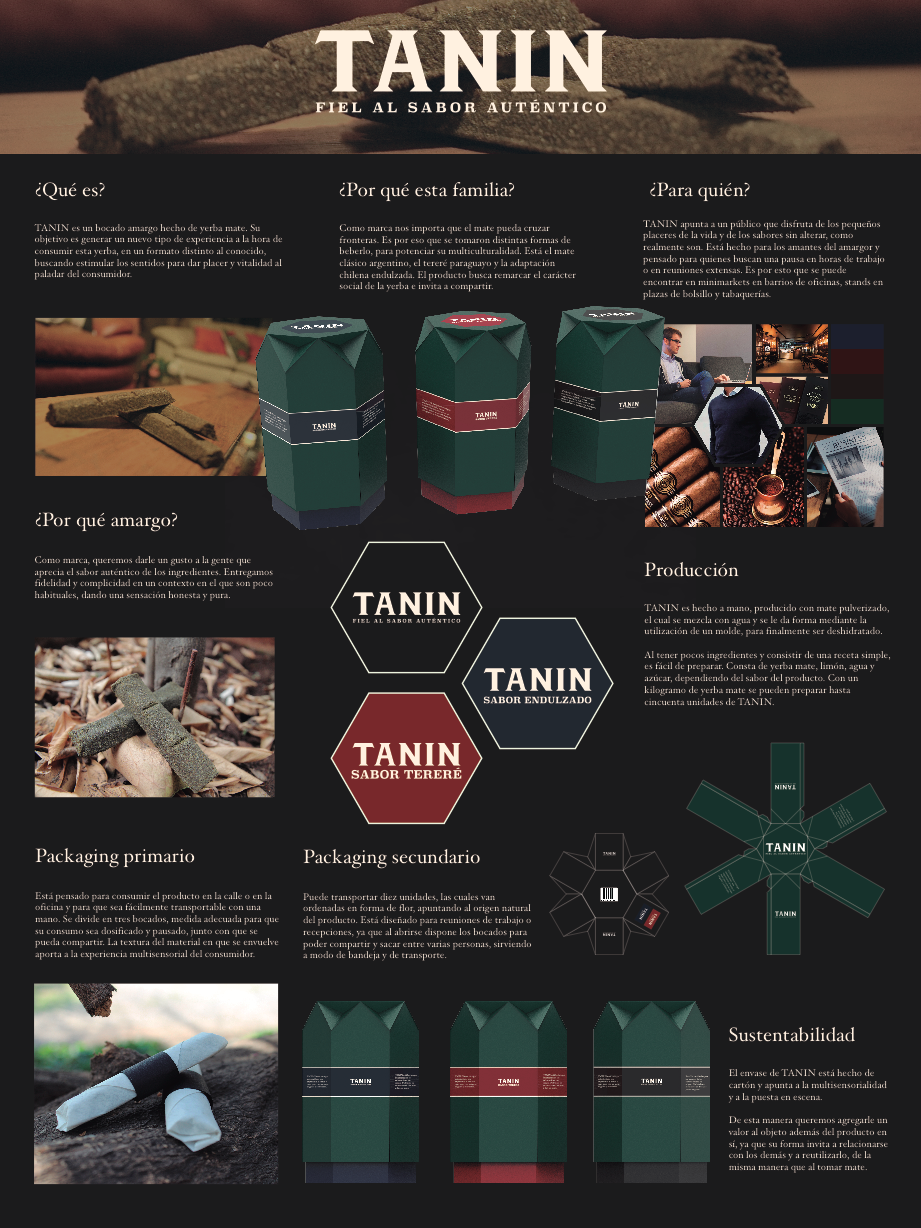 TANIN
FIEL AL SABOR AUTÉNTICO
¿Qué es?
TANIN es un bocado amargo hecho de yerba mate. Su
objetivo es generar un nuevo tipo de experiencia a la hora de
consumir esta yerba, en un formato distinto al conocido,
buscando estimular los sentidos para dar placer y vitalidad al
paladar del consumidor.
¿Por qué esta familia?
Como marca nos importa que el mate pueda cruzar
fronteras. Es por eso que se tomaron distintas formas de
beberlo, para potenciar su multiculturalidad. Está el mate
clásico argentino, el tereré paraguayo y la adaptación
chilena endulzada. El producto busca remarcar el carácter
social de la yerba e invita a compartir.
¿Para quién?
TANIN apunta a un público que disfruta de los pequeños
placeres de la vida y de los sabores sin alterar, como
realmente son. Está hecho para los amantes del amargor y
pensado para quienes buscan una pausa en horas de trabajo
o en reuniones extensas. Es por esto que se puede
encontrar en minimarkets en barrios de oficinas, stands en
plazas de bolsillo y tabaquerías.
TANIN
TANIN
TANIN
TANIN
TANIN
TANIN
BUSINESS
¿Por qué amargo?
Como marca, queremos darle un gusto a la gente que
aprecia el sabor auténtico de los ingredientes. Entregamos
fidelidad y complicidad en un contexto en el que son poco
habituales, dando una sensación honesta y pura.
TANIN
FIEL AL SABOR AUTÉNTICO
TANIN
SABOR ENDULZADO
TANIN
SABOR TERERÉ
Producción
TANIN es hecho a mano, producido con mate pulverizado,
el cual se mezcla con agua y se le da forma mediante la
utilización de un molde, para finalmente ser deshidratado.
Al tener pocos ingredientes y consistir de una receta simple,
es fácil de preparar. Consta de yerba mate, limón, agua y
azúcar, dependiendo del sabor del producto. Con un
kilogramo de yerba mate se pueden preparar hasta
cincuenta unidades de TANIN.
TANIN
TANIN
TANIN
Packaging primario
Está pensado para consumir el producto en la calle o en la
oficina y para que sea fácilmente transportable con una
mano. Se divide en tres bocados, medida adecuada para que
su consumo sea dosificado y pausado, junto con que se
pueda compartir. La textura del material en que se envuelve
aporta a la experiencia multisensorial del consumidor.
Packaging secundario
Puede transportar diez unidades, las cuales van
ordenadas en forma de flor, apuntando al origen natural
del producto. Está diseñado para reuniones de trabajo o
recepciones, ya que al abrirse dispone los bocados para
poder compartir y sacar entre varias personas, sirviendo
a modo de bandeja y de transporte.
TANIN
TANIN
TANIN
TANIN
TANIN
TANIN
TANIN
Sustentabilidad
El envase de TANIN está hecho de
cartón y apunta a la multisensorialidad
y a la puesta en escena.
De esta manera queremos agregarle un
valor al objeto además del producto en
sí, ya que su forma invita a relacionarse
con los demás y a reutilizarlo, de la
misma manera que al tomar mate.